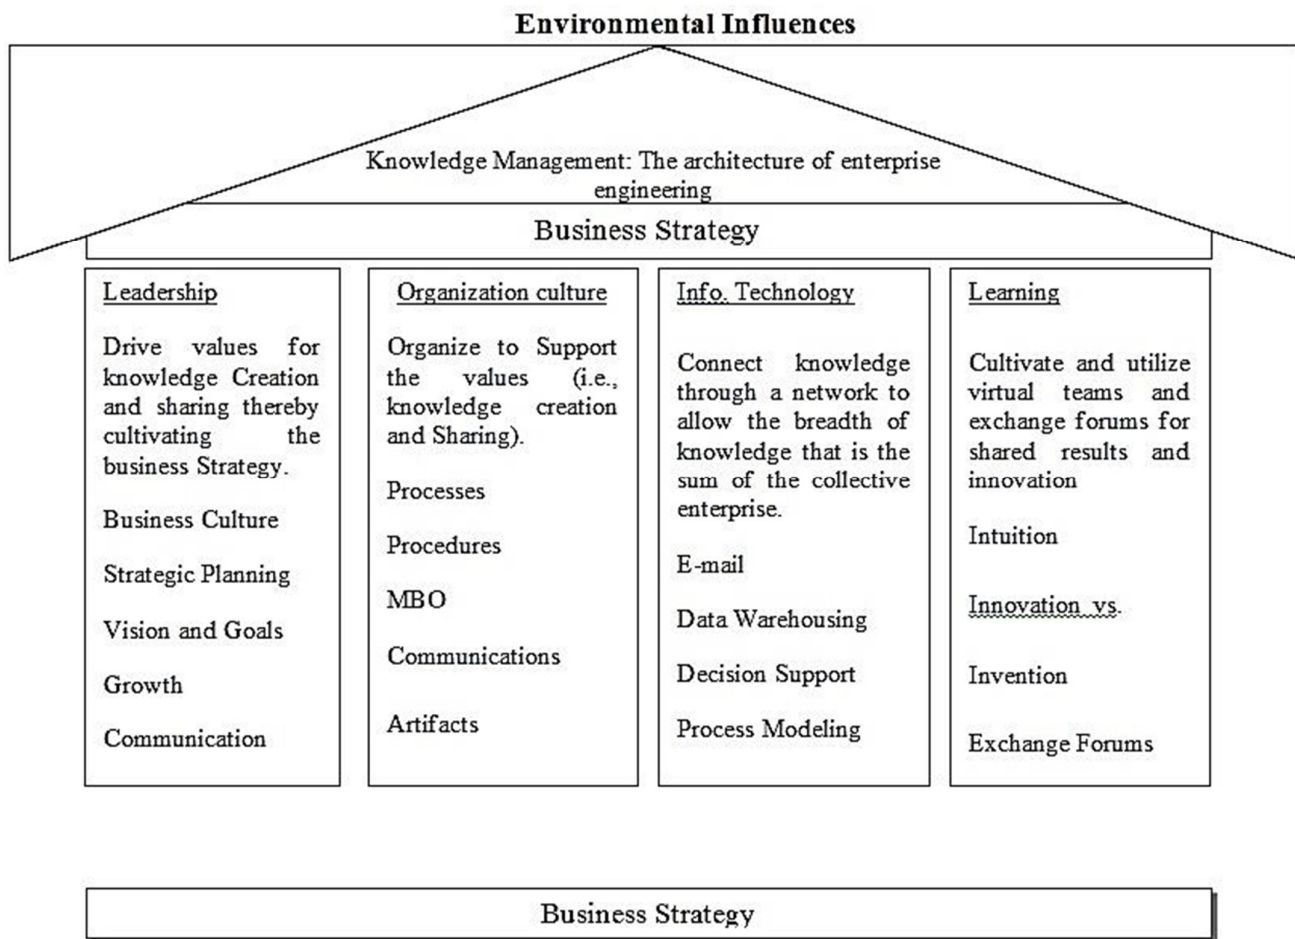 Environmental Influences
Knowledge Management: The architecture of enterprise
engineering
Business Strategy
Leadership
Drive values for
knowledge Creation
and sharing thereby
cultivating the
business Strategy.
Business Culture
Strategic Planning
Vision and Goals
Growth
Communication
Organization culture
Organize to Support
the values (i.e.,
knowledge creation
and Sharing).
Processes
Procedures
MBO
Communications
Artifacts
Info. Technology
Connect knowledge
through a network to
allow the breadth of
knowledge that is the
sum of the collective
enterprise.
E-mail
Data Warehousing
Decision Support
Process Modeling
Learning
Cultivate and utilize
virtual teams and
exchange forums for
shared results and
innovation
Intuition
Innovation vs.
Invention
Exchange Forums
Business Strategy